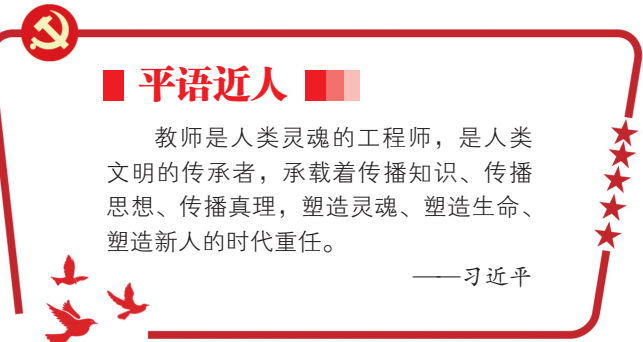 平语近人
教师是人类灵魂的工程师，是人类
文明的传承者，承载着传播知识、传播
思想、传播真理，塑造灵魂、塑造生命、
塑造新人的时代重任。
——习近平